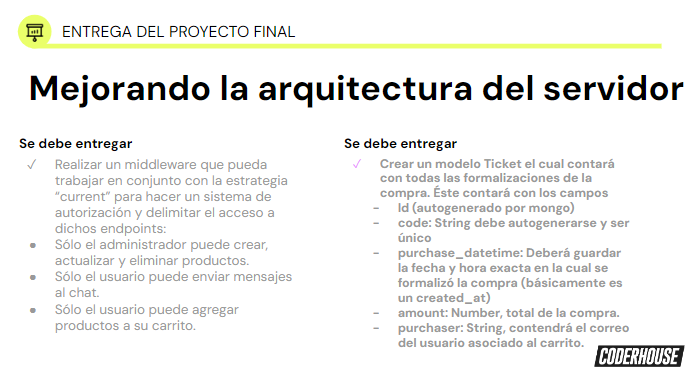 ENTREGA DEL PROYECTO FINAL
Mejorando la arquitectura del servidor
Se debe entregar
✓ Realizar un middleware que pueda
trabajar en conjunto con la estrategia
“current” para hacer un sistema de
autorización y delimitar el acceso a
dichos endpoints:
● Sólo el administrador puede crear,
actualizar y eliminar productos.
● Sólo el usuario puede enviar mensajes
al chat.
● Sólo el usuario puede agregar
productos a su carrito.
Se debe entregar
✓ Crear un modelo Ticket el cual contará
con todas las formalizaciones de la
compra. Éste contará con los campos
- Id (autogenerado por mongo)
- code: String debe autogenerarse y ser
único
- purchase_datetime: Deberá guardar
la fecha y hora exacta en la cual se
formalizó la compra (básicamente es
un created_at)
- amount: Number, total de la compra.
- purchaser: String, contendrá el correo
del usuario asociado al carrito.
CODERHOUSE